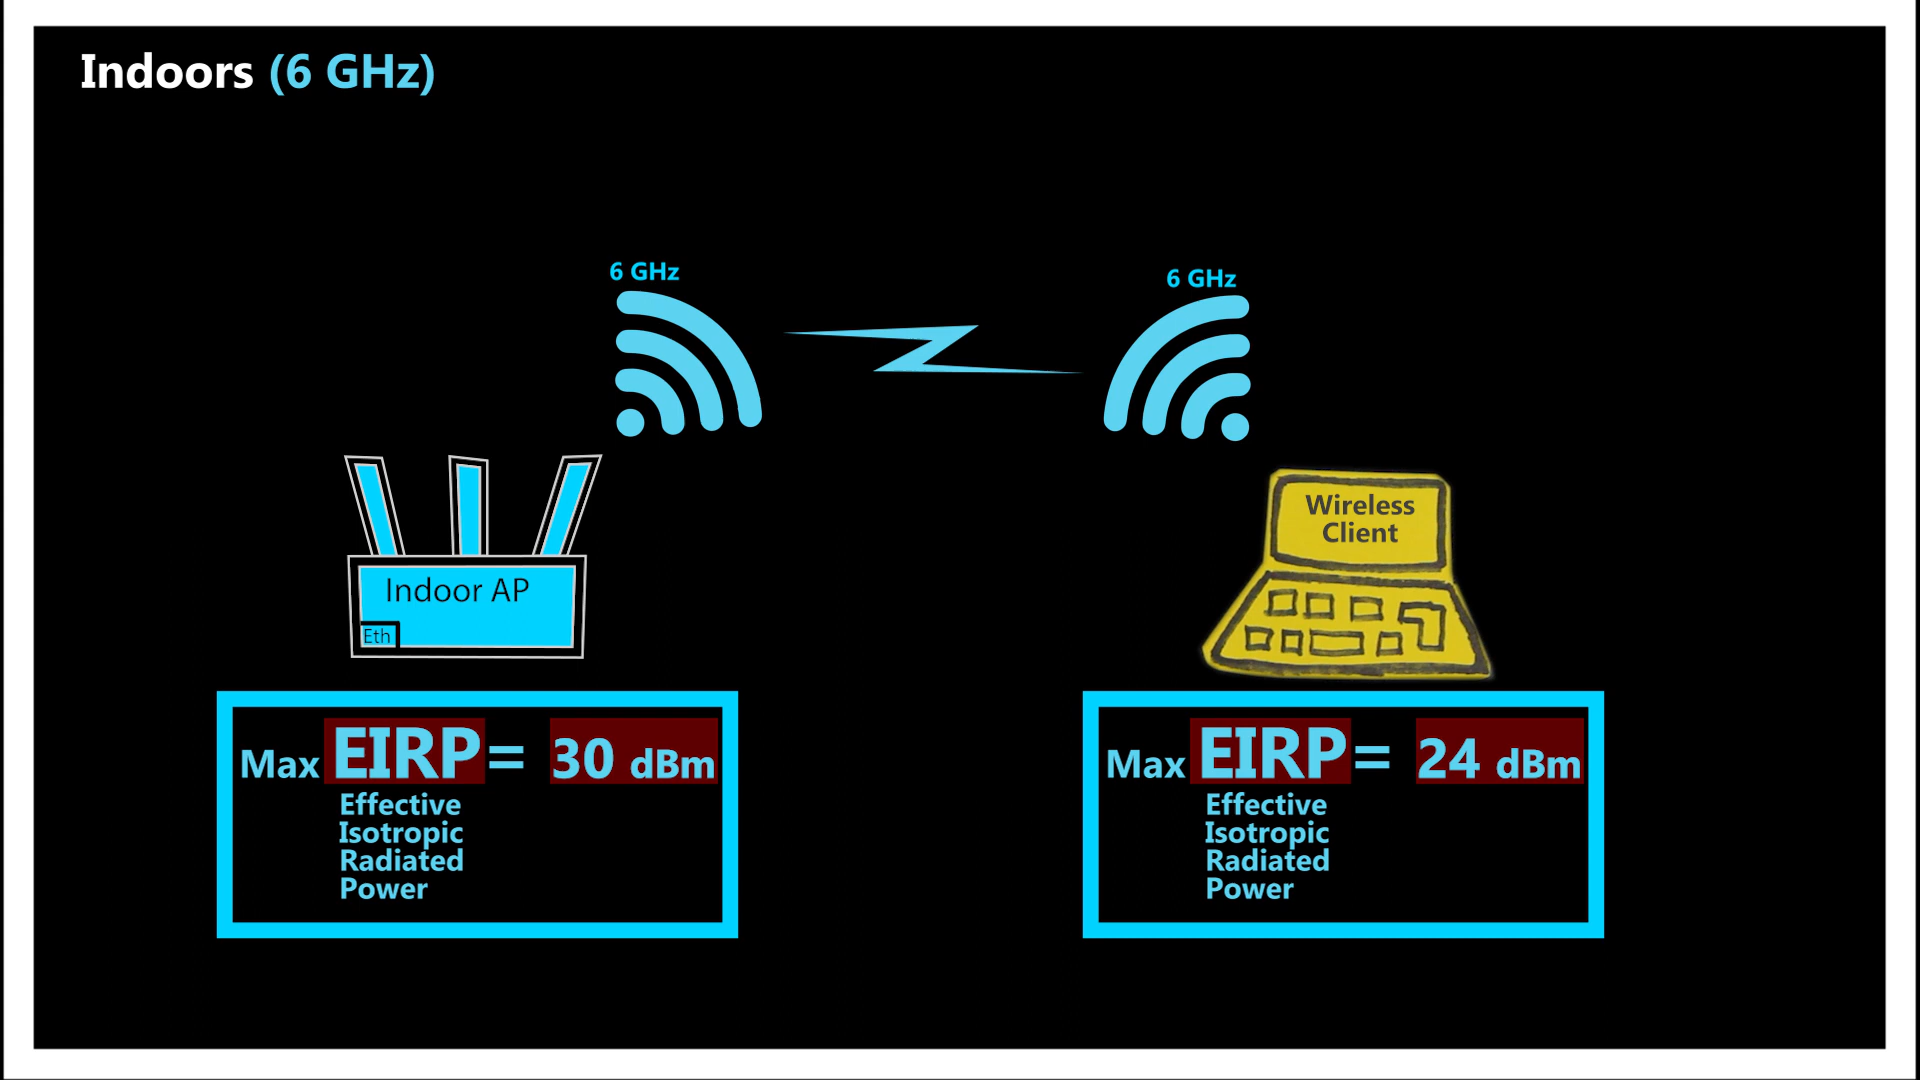 Indoors (6 GHz)
6 GHz
6 GHz
Wireless
Client
Indoor AP
Eth
Max EIRP = 30 dBm
Effective
Isotropic
Radiated
Power
Max EIRP = 24 dBm
Effective
Isotropic
Radiated
Power